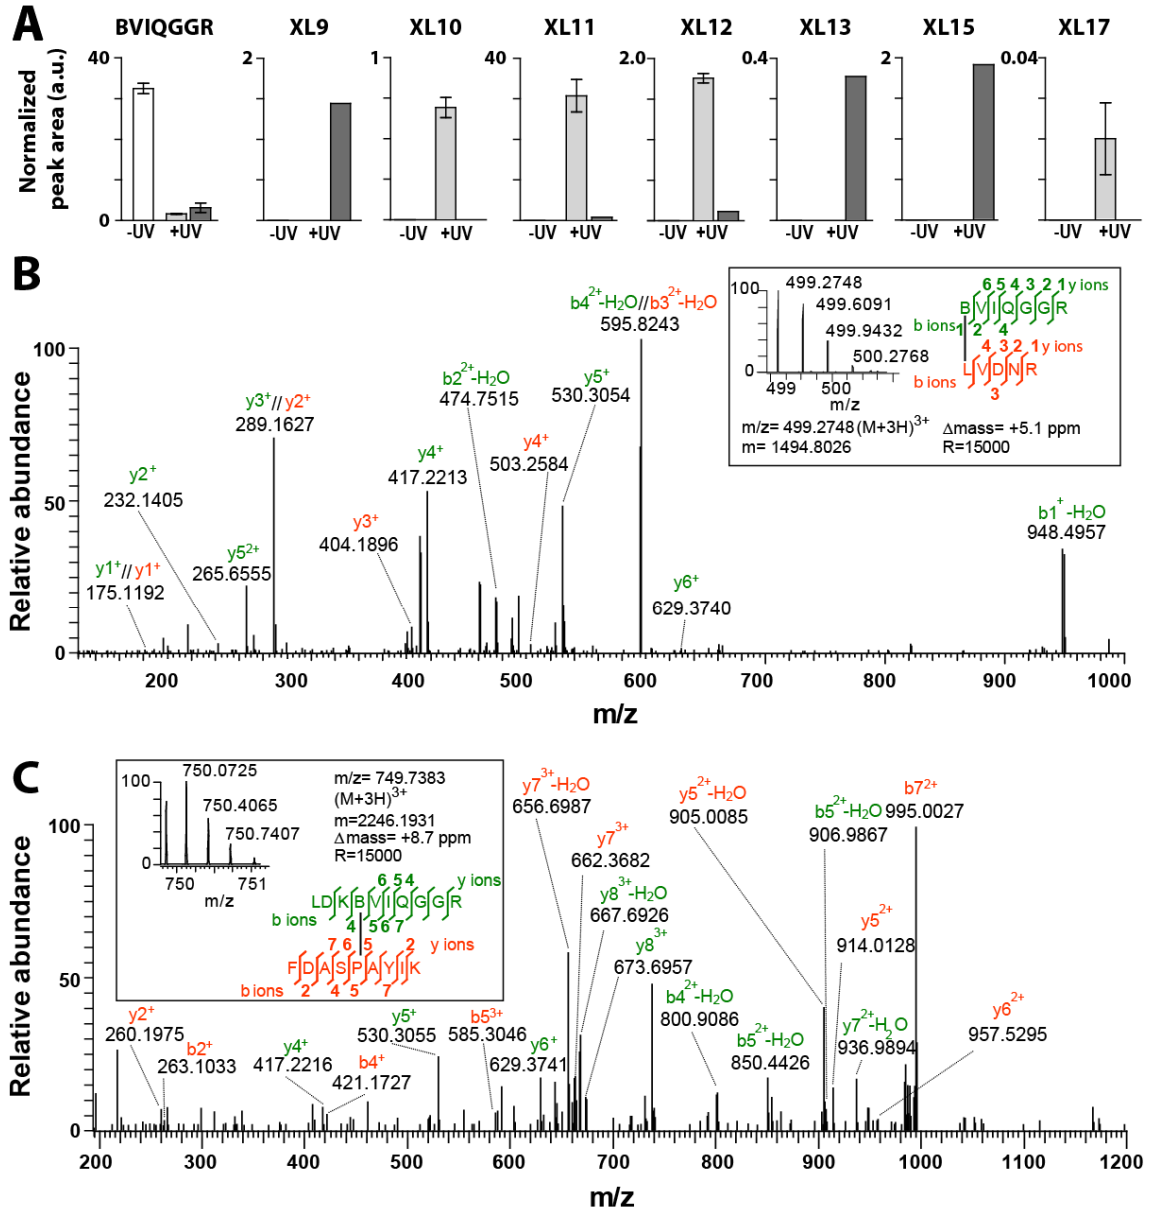 A
BVIQGGR XL9 XL10 XL11 XL12 XL13 XL15 XL17
Normalized
peak area (a.u.)
40 2 1 40 2.0 0.4 2 0.04
0
-UV +UV -UV +UV -UV +UV -UV +UV -UV +UV -UV +UV -UV +UV -UV +UV
B
Relative abundance
100
50
0
200 300 400 500 600 700 800 900 1000
m/z
y1+//y1+
175.1192
y2+
232.1405
y5²+
265.6555
y3+//y2+
289.1627
y3+
404.1896
y4+
417.2213
b2²+-H₂O
474.7515
y4+
503.2584
y5+
530.3054
b4²+-H₂O//b3²+-H₂O
595.8243
y6+
629.3740
b1+-H₂O
948.4957
100
0
499.2748
499.6091
499.9432
500.2768
499 500
m/z
6 5 4 3 2 1 y ions
BVIQGGR
b ions 1 2 4
4 3 2 1 y ions
LVDNR
b ions 3
m/z= 499.2748 (M+3H)³+ Δmass= +5.1 ppm
m= 1494.8026 R=15000
C
Relative abundance
100
50
0
200 300 400 500 600 700 800 900 1000 1100 1200
m/z
100
0
750.0725
750.4065
750.7407
750 751
m/z
m/z= 749.7383
(M+3H)³+
m=2246.1931
Δmass= +8.7 ppm
R=15000
6 5 4 y ions
LDKBVIQGGR
b ions 4 5 6 7
7 6 5 2 y ions
FDASPAYIK
b ions 2 4 5 7
y2+
260.1975
b2+
263.1033
y4+
417.2216
b4+
421.1727
y5+
530.3055
b5³+
585.3046
y6+
629.3741
y7³+-H₂O
656.6987
y7³+
662.3682
y8³+-H₂O
667.6926
y8³+
673.6957
b4²+-H₂O
800.9086
b5²+-H₂O
850.4426
y5²+-H₂O
905.0085
b5²+-H₂O
906.9867
y5²+
914.0128
y7²+-H₂O
936.9894
y6²+
957.5295
b7²+
995.0027